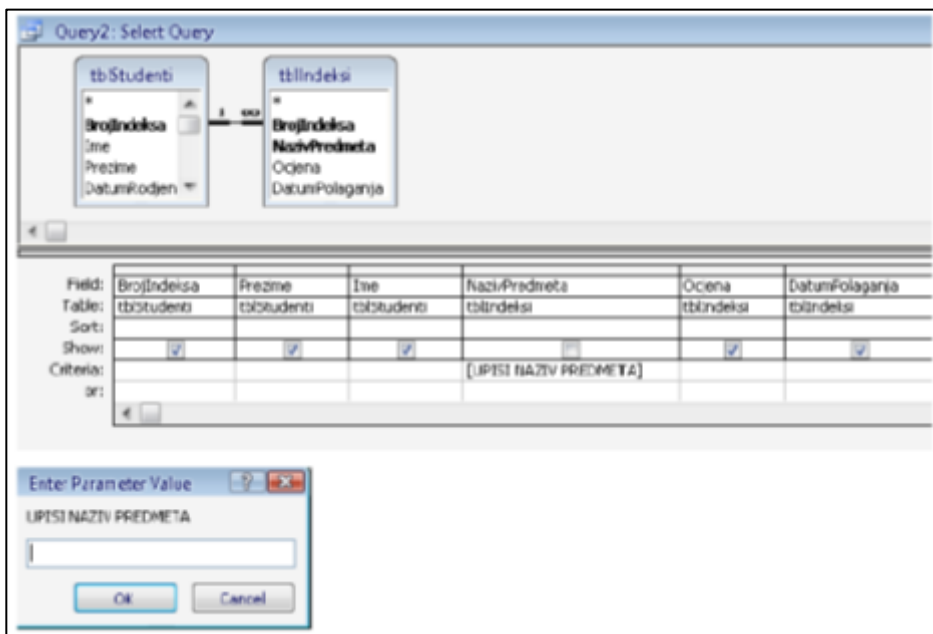 Query2: Select Query
tblStudenti
*
BrojIndeksa
Ime
Prezime
DatumRodjen
1 ∞
tblIndeksi
*
BrojIndeksa
NazivPredmeta
Ocjena
DatumPolaganja
Field: BrojIndeksa Prezime Ime NazivPredmeta Ocjena DatumPolaganja
Table: tblStudenti tblStudenti tblStudenti tblIndeksi tblIndeksi tblIndeksi
Sort:
Show:
Criteria: [UPISI NAZIV PREDMETA]
or:
Enter Parameter Value
UPISI NAZIV PREDMETA
OK Cancel